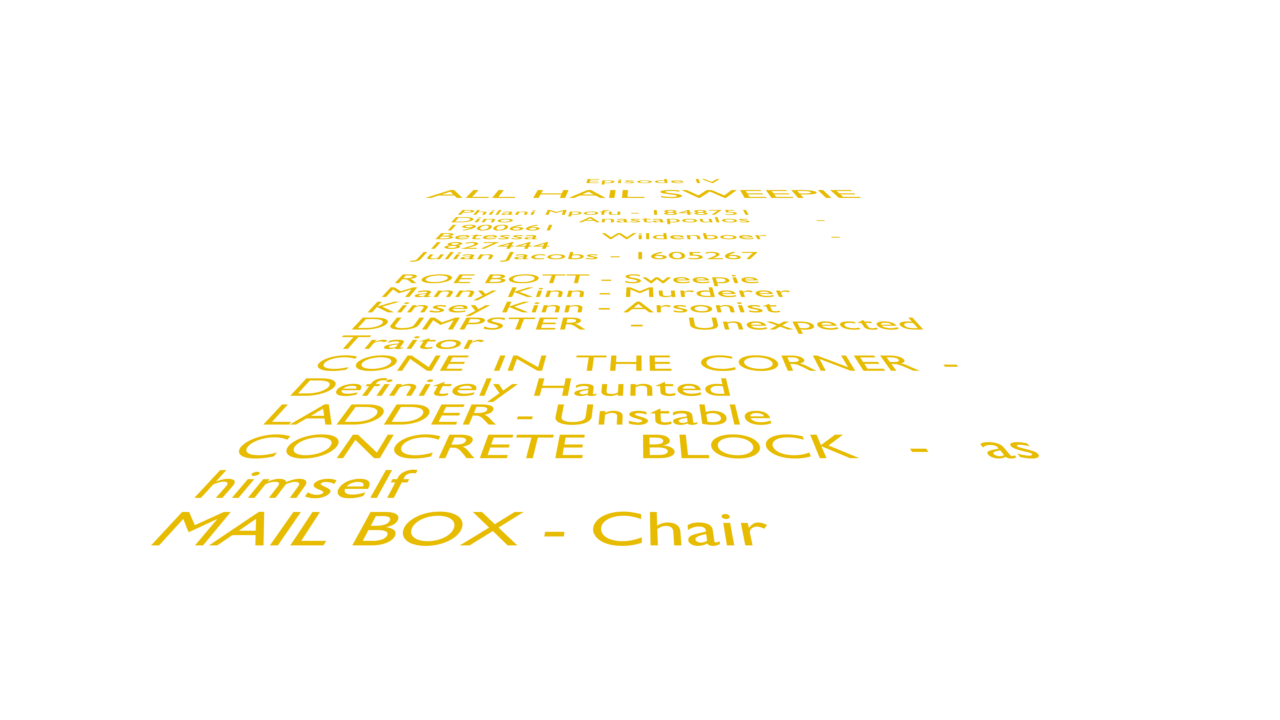 Episode IV
ALL HAIL SWEEPIE
Philani Mpofu - 1848751
Dino Anastapoulos -
1900661
Betessa Wildenboer -
1827444
Julian Jacobs - 1605267
ROE BOTT - Sweepie
Manny Kinn - Murderer
Kinsey Kinn - Arsonist
DUMPSTER - Unexpected
Traitor
CONE IN THE CORNER -
Definitely Haunted
LADDER - Unstable
CONCRETE BLOCK - as
himself
MAIL BOX - Chair